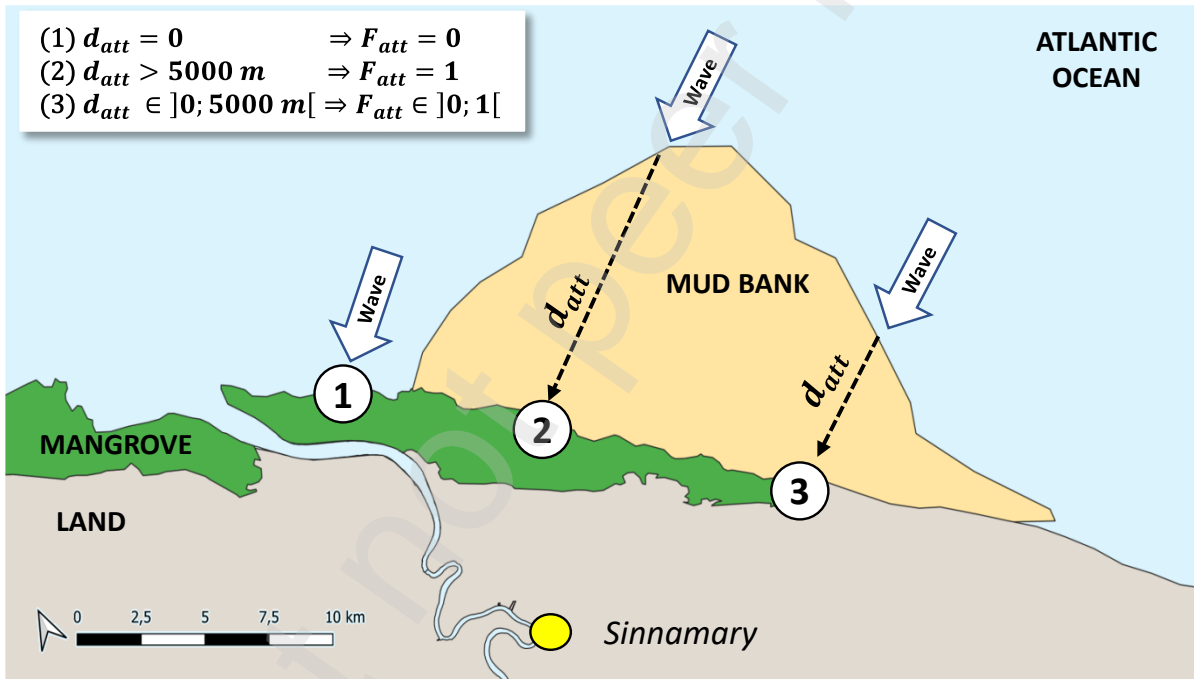 (1) d_att = 0 ⇒ F_att = 0
(2) d_att > 5000 m ⇒ F_att = 1
(3) d_att ∈ ]0; 5000 m[ ⇒ F_att ∈ ]0; 1[
ATLANTIC
OCEAN
Wave
Wave
Wave
MUD BANK
d_att
d_att
1
2
3
MANGROVE
LAND
0 2,5 5 7,5 10 km
Sinnamary
not peer